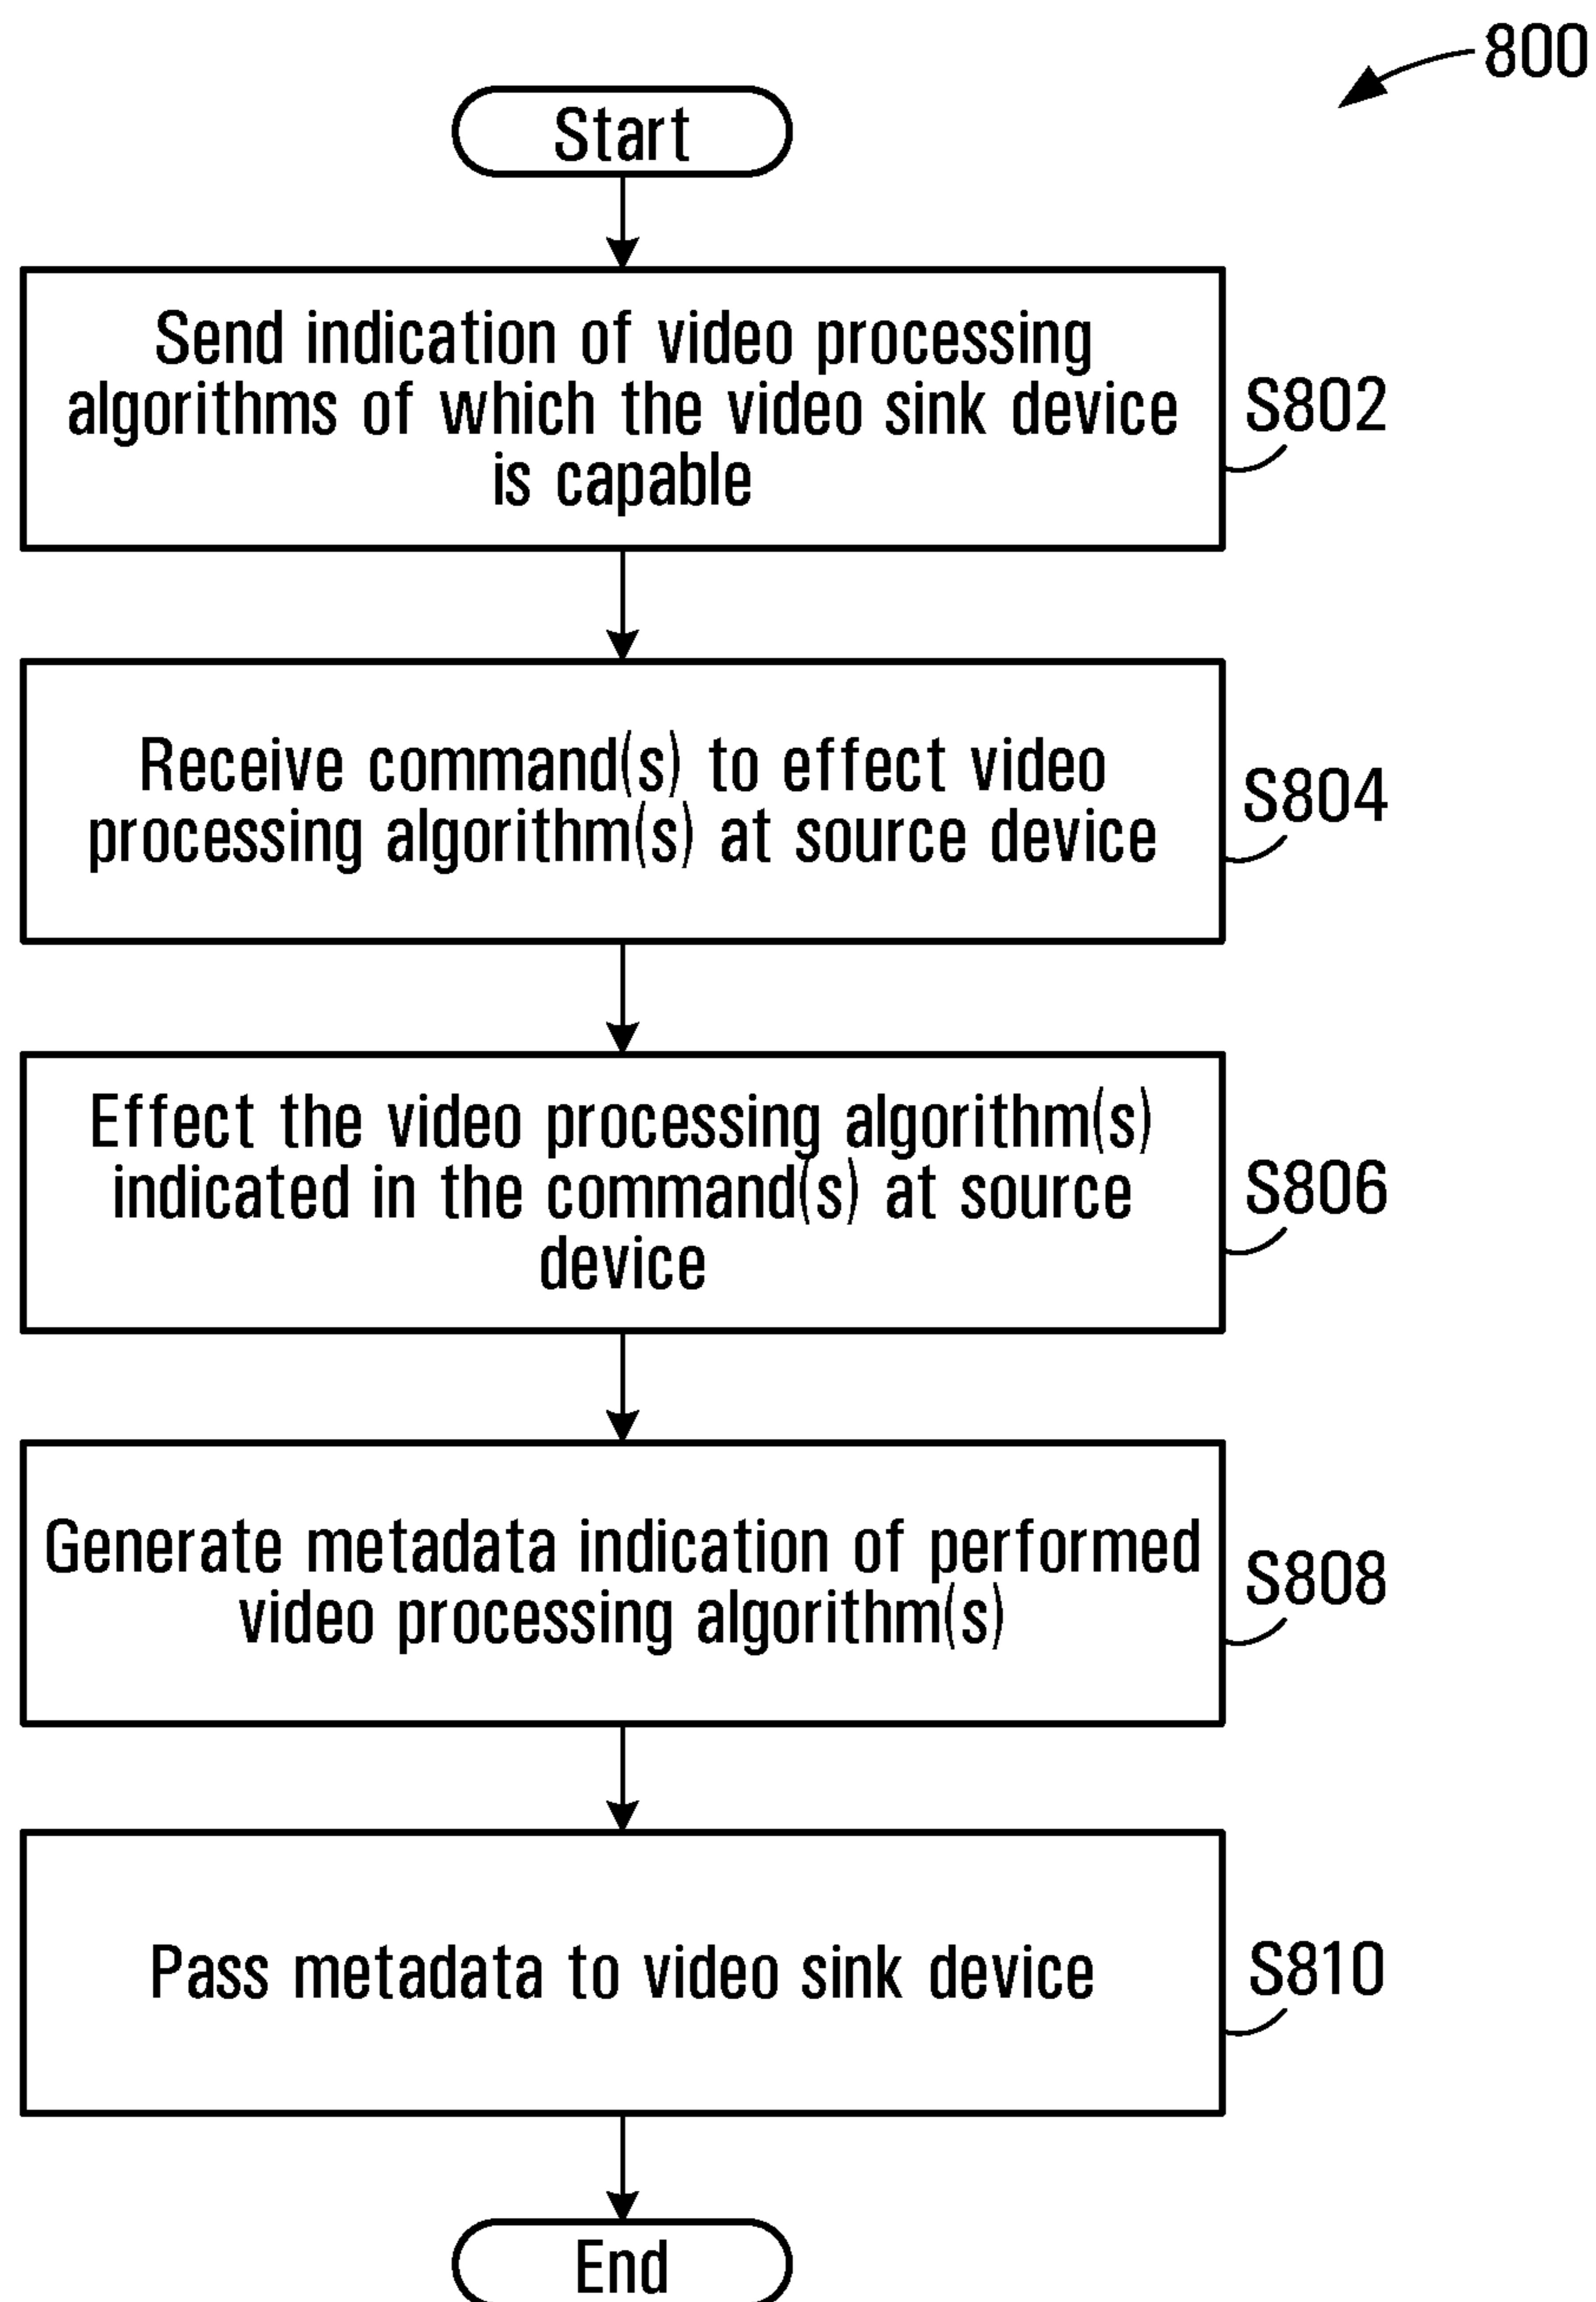 800
Start
Send indication of video processing
algorithms of which the video sink device
is capable
S802
Receive command(s) to effect video
processing algorithm(s) at source device
S804
Effect the video processing algorithm(s)
indicated in the command(s) at source
device
S806
Generate metadata indication of performed
video processing algorithm(s)
S808
Pass metadata to video sink device
S810
End